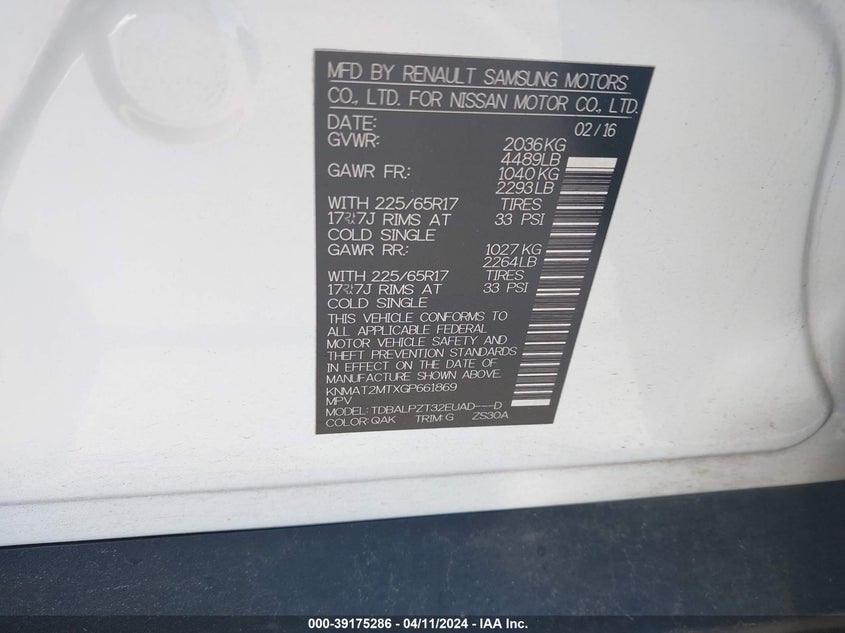 MFD BY RENAULT SAMSUNG MOTORS
CO., LTD. FOR NISSAN MOTOR CO., LTD.
DATE: 02/16
GVWR: 2036KG
4489LB
GAWR FR.: 1040KG
2293LB
WITH 225/65R17 TIRES
17 7J RIMS AT 33 PSI
COLD SINGLE
GAWR RR.: 1027KG
2264LB
WITH 225/65R17 TIRES
17 7J RIMS AT 33 PSI
COLD SINGLE
THIS VEHICLE CONFORMS TO
ALL APPLICABLE FEDERAL
MOTOR VEHICLE SAFETY AND
THEFT PREVENTION STANDARDS
IN EFFECT ON THE DATE OF
MANUFACTURE SHOWN ABOVE.
KNMAT2MTXGP661869
MPV
MODEL: TDBALPZT32EUAD---D
COLOR: QAK TRIM: G ZS30A
000-39175286 - 04/11/2024 - IAA Inc.